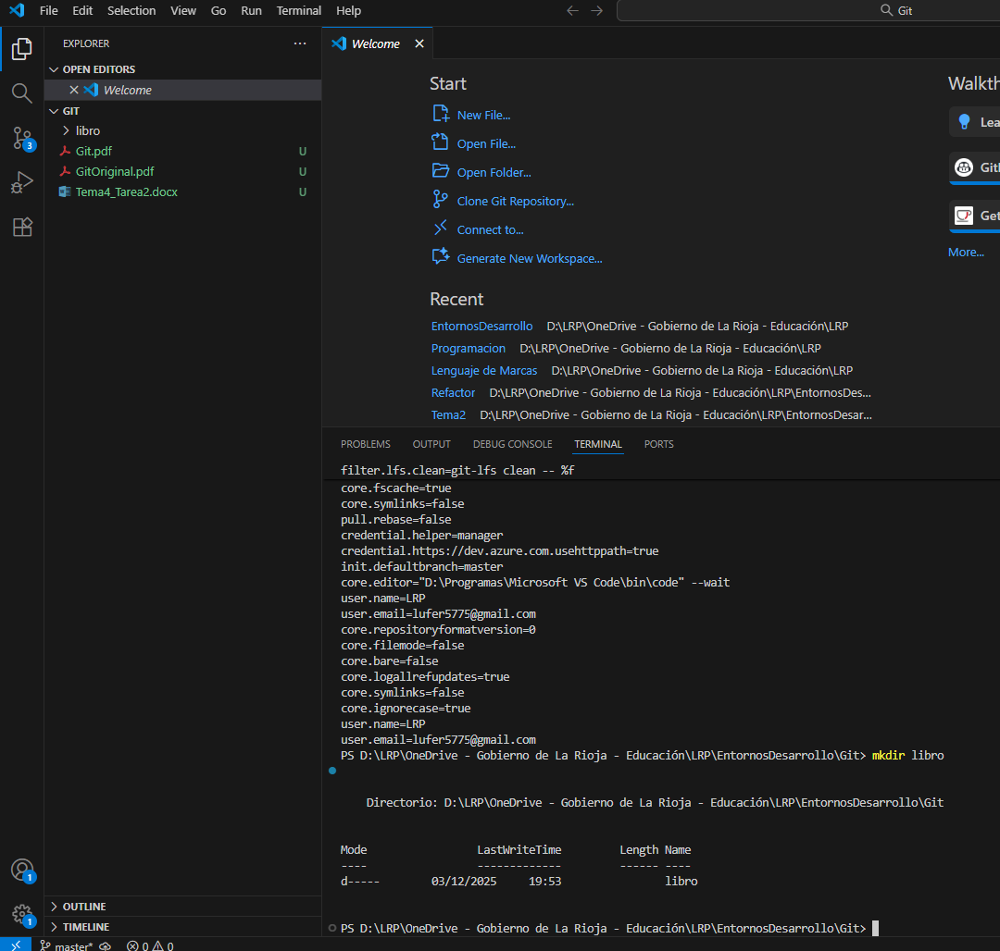 File Edit Selection View Go Run Terminal Help
Git
EXPLORER
OPEN EDITORS
Welcome
GIT
libro
Git.pdf U
GitOriginal.pdf U
Tema4_Tarea2.docx U
3
1
1
OUTLINE
TIMELINE
master*
0 0
Welcome
Start
New File...
Open File...
Open Folder...
Clone Git Repository...
Connect to...
Generate New Workspace...
Recent
EntornosDesarrollo D:\LRP\OneDrive - Gobierno de La Rioja - Educación\LRP
Programacion D:\LRP\OneDrive - Gobierno de La Rioja - Educación\LRP
Lenguaje de Marcas D:\LRP\OneDrive - Gobierno de La Rioja - Educación\LRP
Refactor D:\LRP\OneDrive - Gobierno de La Rioja - Educación\LRP\EntornosDes...
Tema2 D:\LRP\OneDrive - Gobierno de La Rioja - Educación\LRP\EntornosDesar...
Walkth
Lea
Git
Get
More...
PROBLEMS OUTPUT DEBUG CONSOLE TERMINAL PORTS
filter.lfs.clean=git-lfs clean -- %f
core.fscache=true
core.symlinks=false
pull.rebase=false
credential.helper=manager
credential.https://dev.azure.com.usehttppath=true
init.defaultbranch=master
core.editor="D:\Programas\Microsoft VS Code\bin\code" --wait
user.name=LRP
user.email=lufer5775@gmail.com
core.repositoryformatversion=0
core.filemode=false
core.bare=false
core.logallrefupdates=true
core.symlinks=false
core.ignorecase=true
user.name=LRP
user.email=lufer5775@gmail.com
PS D:\LRP\OneDrive - Gobierno de La Rioja - Educación\LRP\EntornosDesarrollo\Git> mkdir libro
Directorio: D:\LRP\OneDrive - Gobierno de La Rioja - Educación\LRP\EntornosDesarrollo\Git
Mode LastWriteTime Length Name
---- ------------- ------ ----
d----- 03/12/2025 19:53 libro
PS D:\LRP\OneDrive - Gobierno de La Rioja - Educación\LRP\EntornosDesarrollo\Git>